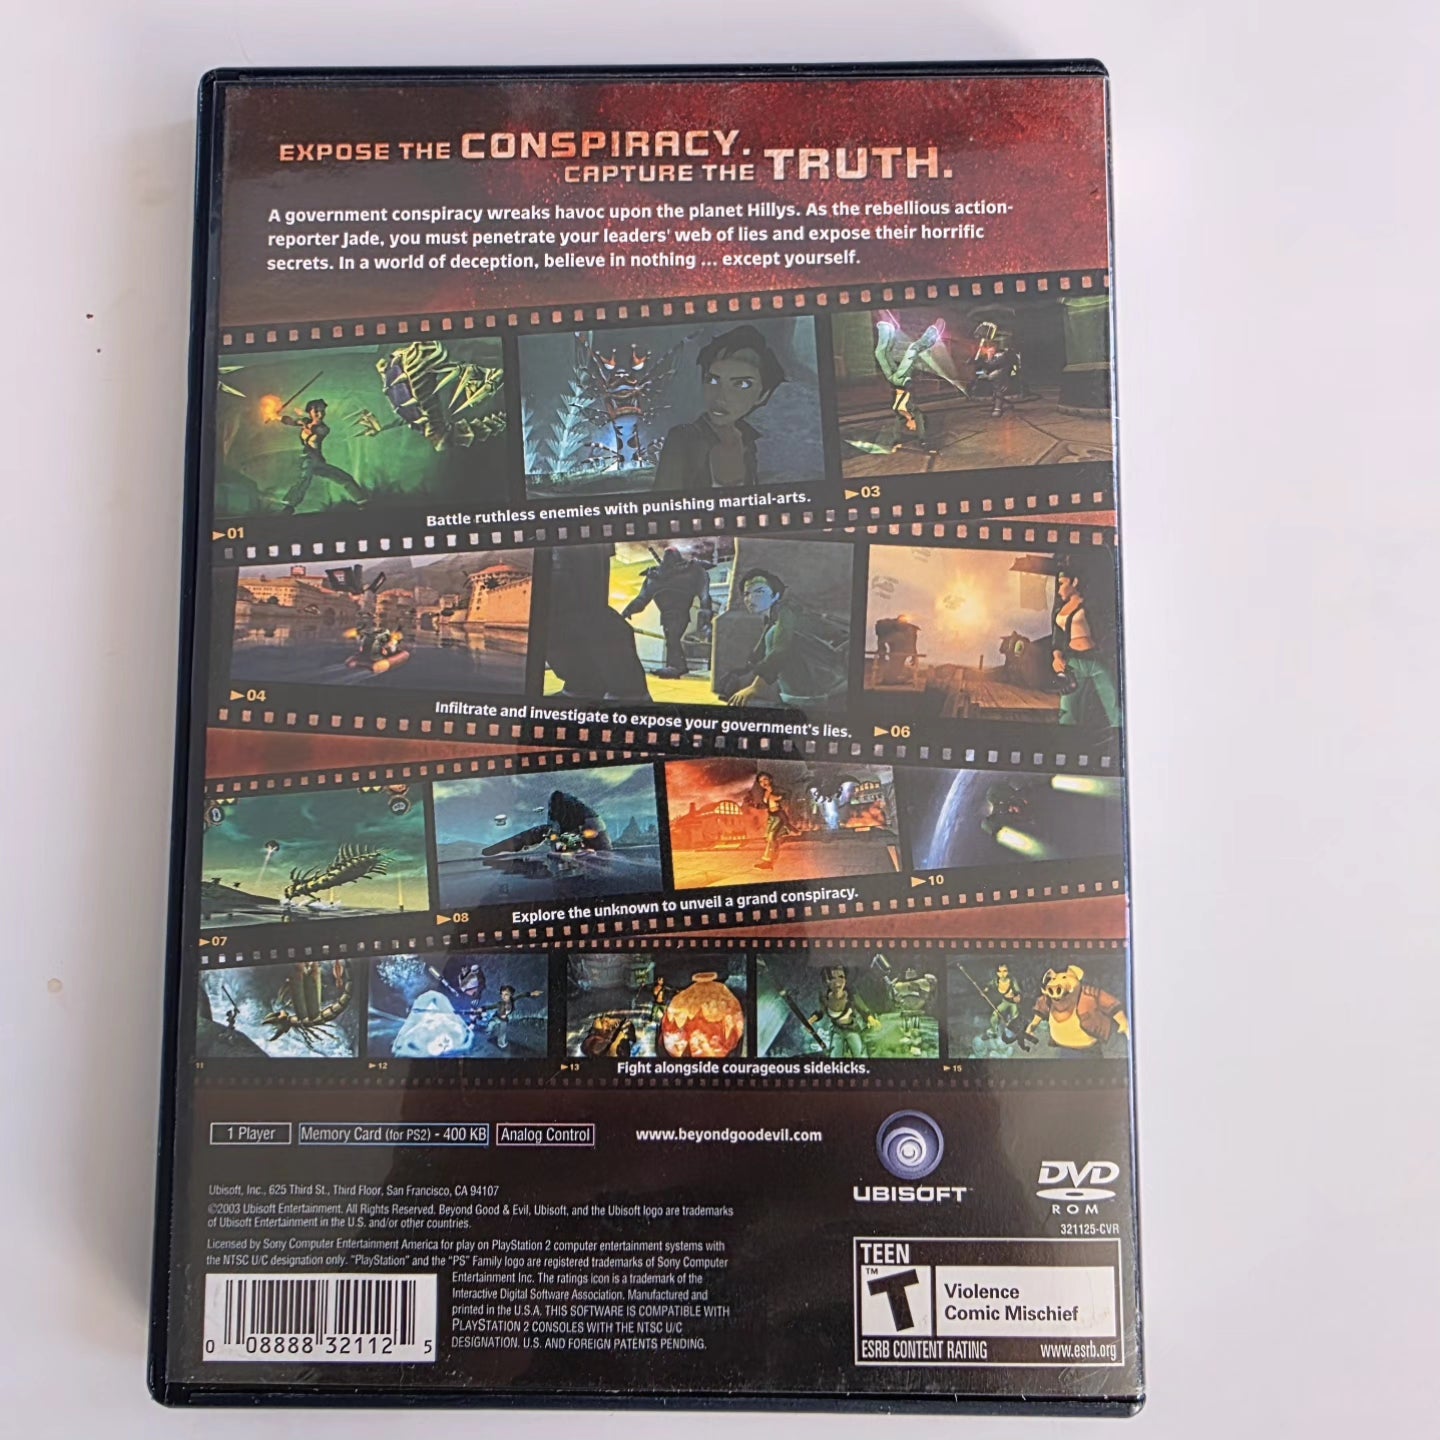 EXPOSE THE CONSPIRACY.
CAPTURE THE TRUTH.
A government conspiracy wreaks havoc upon the planet Hillys. As the rebellious action-
reporter Jade, you must penetrate your leaders' web of lies and expose their horrific
secrets. In a world of deception, believe in nothing ... except yourself.
01
Battle ruthless enemies with punishing martial-arts.
03
04
Infiltrate and investigate to expose your government's lies.
06
07
08
Explore the unknown to unveil a grand conspiracy.
10
11
12
13
Fight alongside courageous sidekicks.
15
1 Player
Memory Card (for PS2) - 400 KB
Analog Control
www.beyondgoodevil.com
UBISOFT™
DVD
ROM
321125-CVR
Ubisoft, Inc., 625 Third St., Third Floor, San Francisco, CA 94107
©2003 Ubisoft Entertainment. All Rights Reserved. Beyond Good & Evil, Ubisoft, and the Ubisoft logo are trademarks
of Ubisoft Entertainment in the U.S. and/or other countries.
Licensed by Sony Computer Entertainment America for play on PlayStation 2 computer entertainment systems with
the NTSC U/C designation only. "PlayStation" and the "PS" Family logo are registered trademarks of Sony Computer
Entertainment Inc. The ratings icon is a trademark of the
Interactive Digital Software Association. Manufactured and
printed in the U.S.A. THIS SOFTWARE IS COMPATIBLE WITH
PLAYSTATION 2 CONSOLES WITH THE NTSC U/C
DESIGNATION. U.S. AND FOREIGN PATENTS PENDING.
0 08888 32112 5
TEEN
T™
Violence
Comic Mischief
ESRB CONTENT RATING www.esrb.org